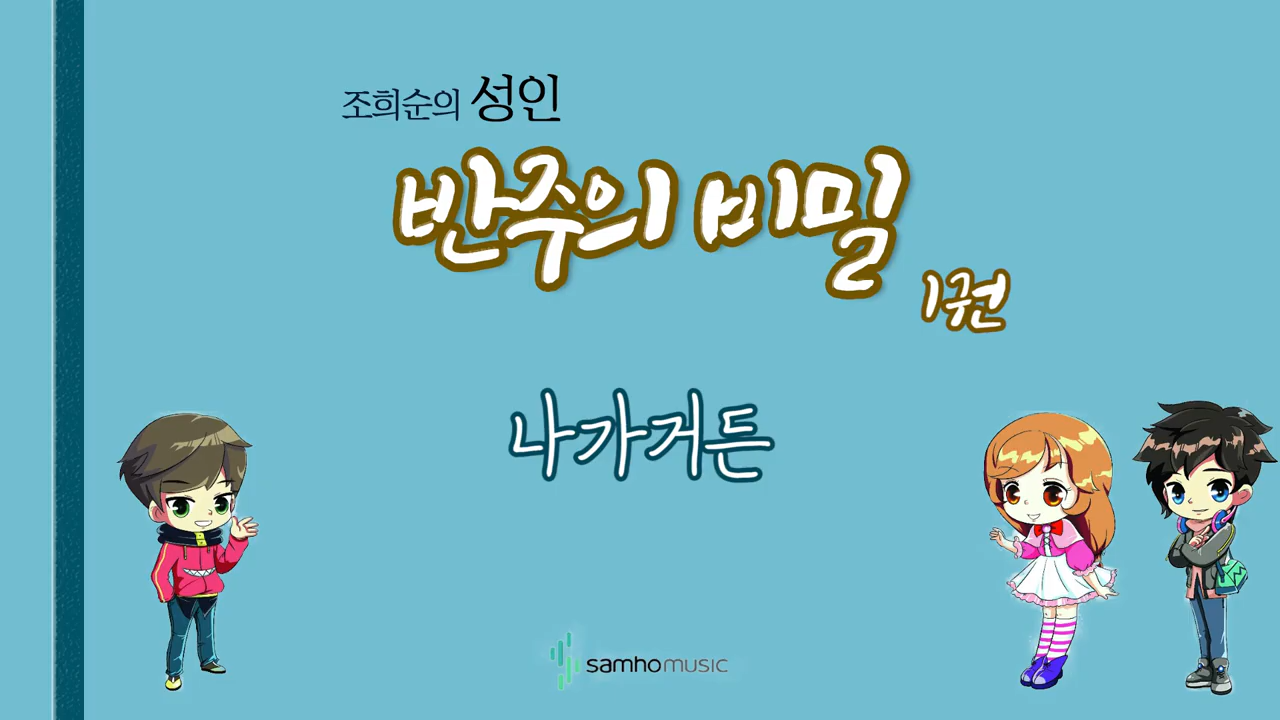 조희순의 성인
반주의 비밀
1권
나가거든
samhomusic